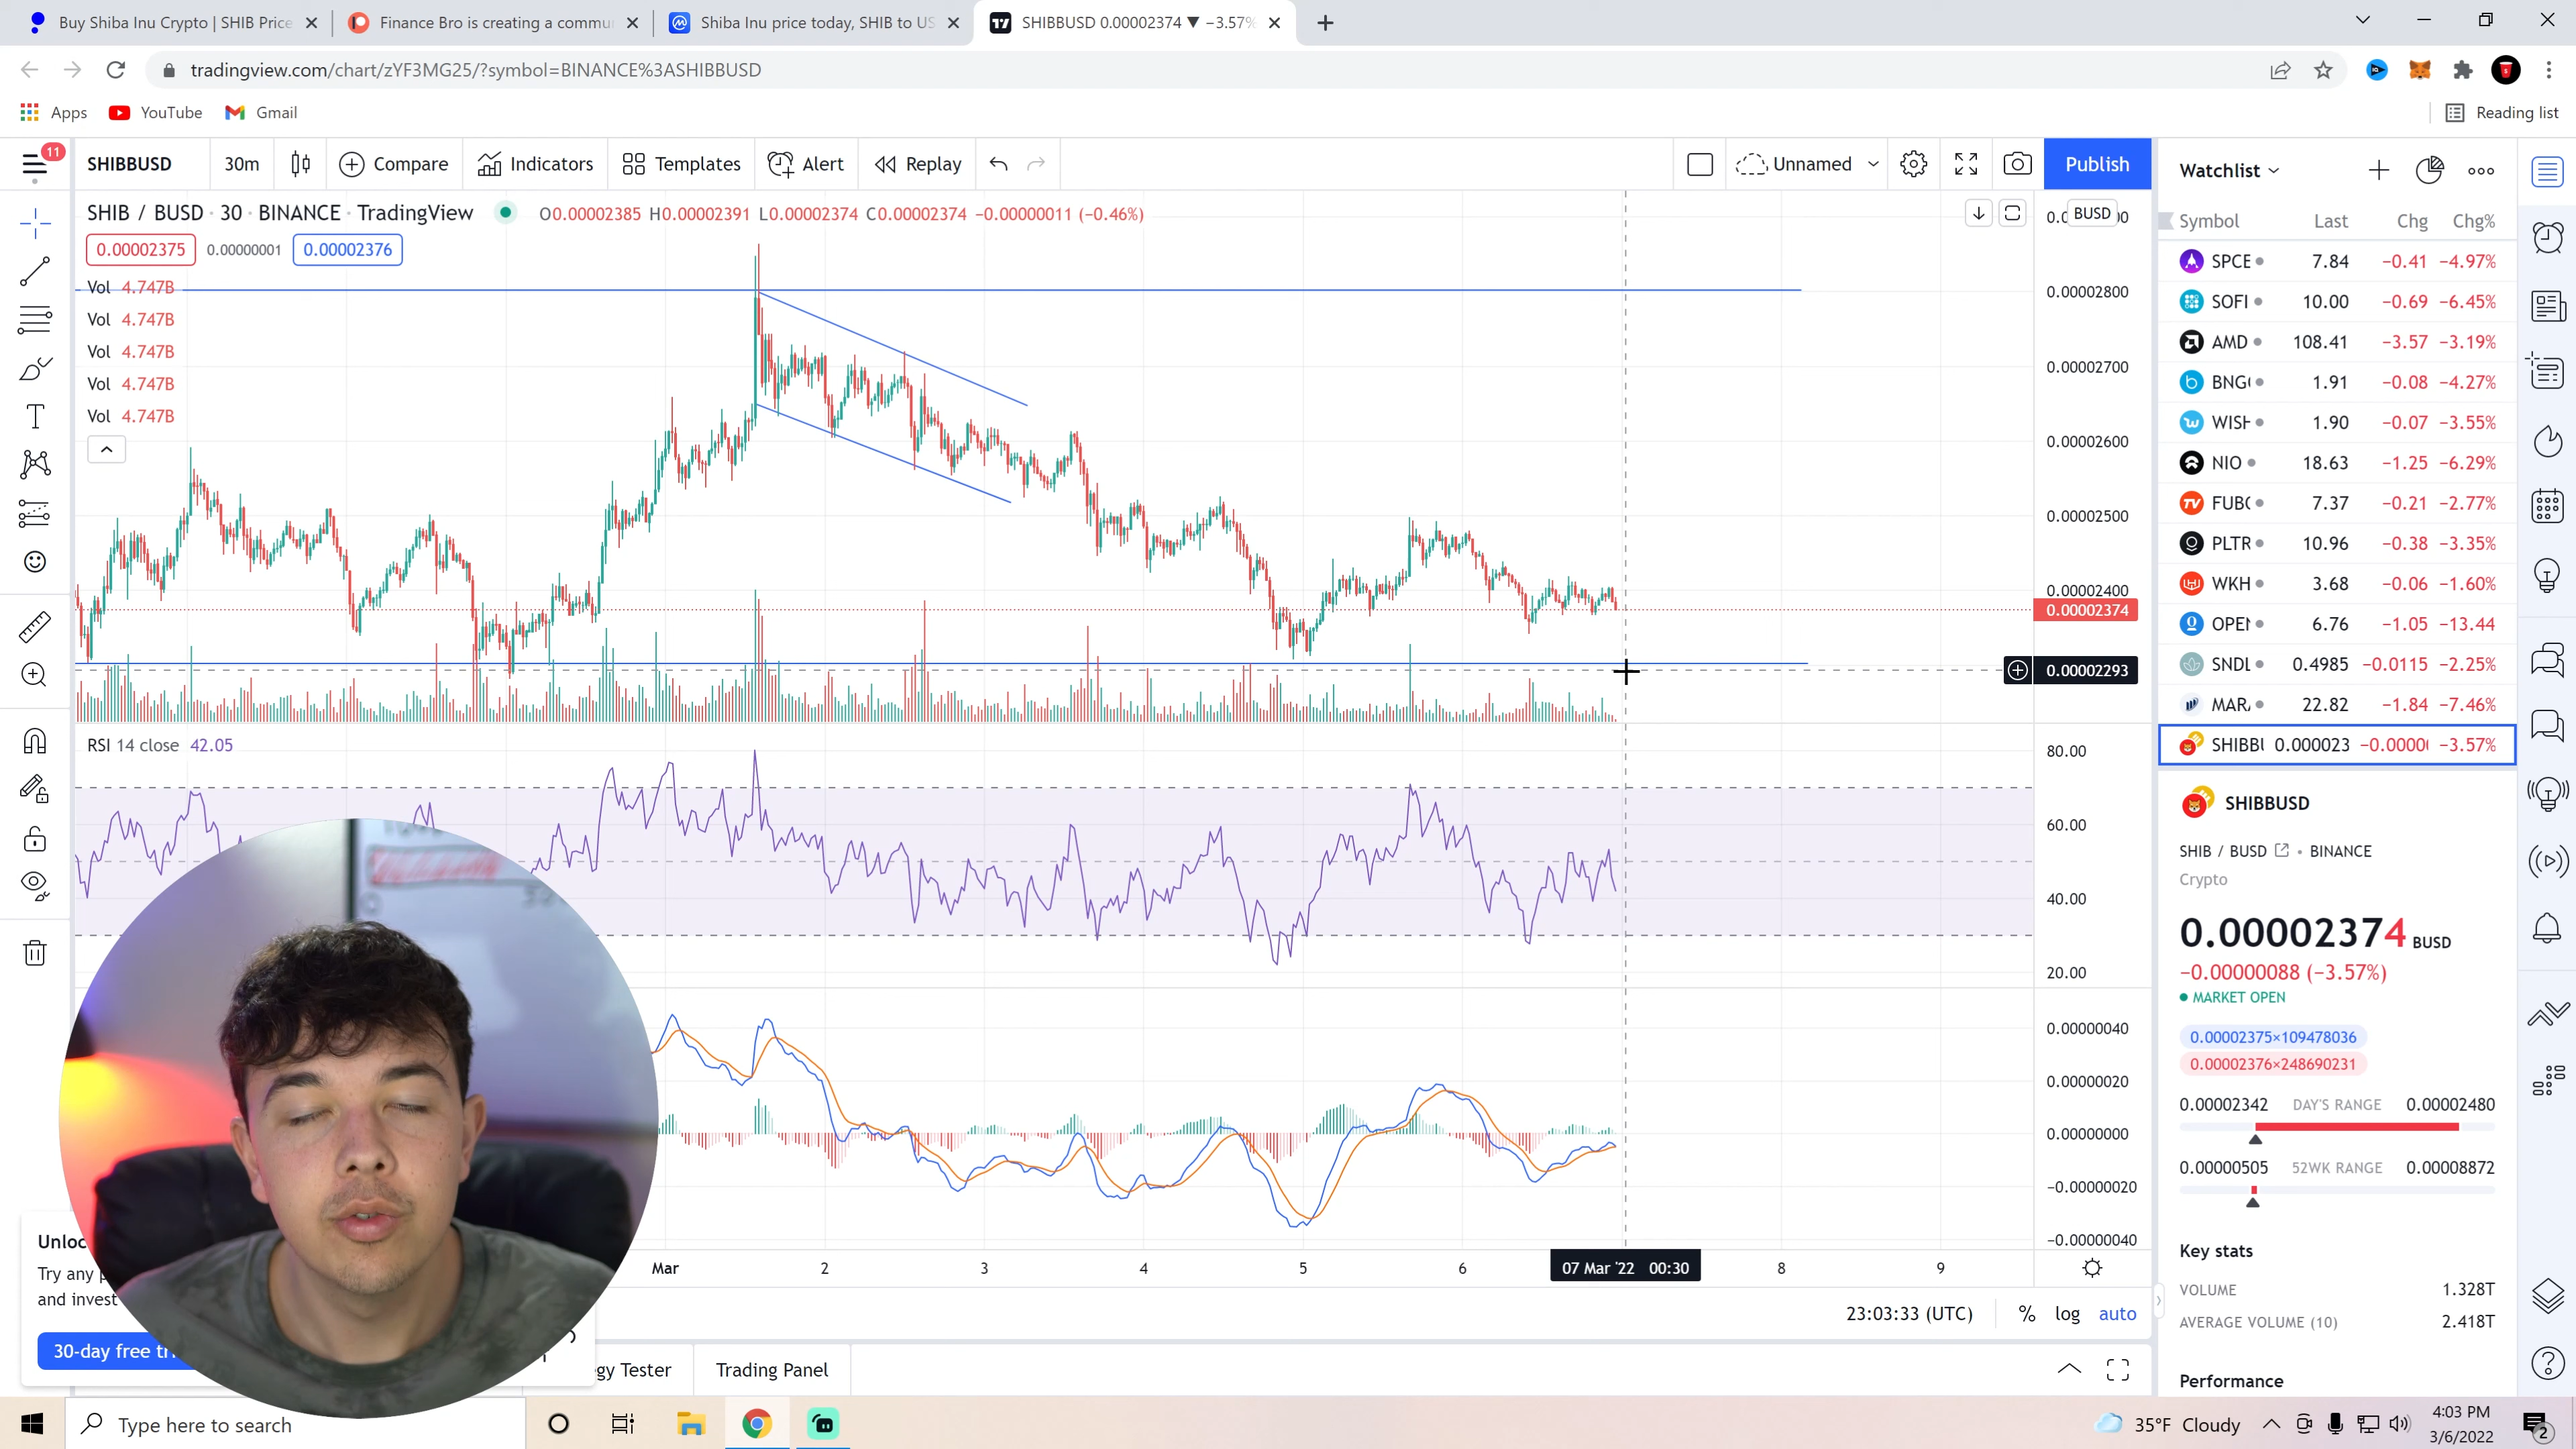 Buy Shiba Inu Crypto | SHIB Price
Finance Bro is creating a commu
Shiba Inu price today, SHIB to US
SHIBBUSD 0.00002374 ▼ −3.57%
tradingview.com/chart/zYF3MG25/?symbol=BINANCE%3ASHIBBUSD
Apps YouTube Gmail Reading list
11 SHIBBUSD 30m Compare Indicators Templates Alert Replay Unnamed Publish
SHIB / BUSD · 30 · BINANCE · TradingView O0.00002385 H0.00002391 L0.00002374 C0.00002374 −0.00000011 (−0.46%)
0.00002375 0.00000001 0.00002376
Vol 4.747B
Vol 4.747B
Vol 4.747B
Vol 4.747B
Vol 4.747B
BUSD
0.00002800
0.00002700
0.00002600
0.00002500
0.00002400
0.00002374
0.00002293
RSI 14 close 42.05
80.00
60.00
40.00
20.00
0.00000040
0.00000020
0.00000000
−0.00000020
−0.00000040
Mar 2 3 4 5 6 07 Mar '22 00:30 8 9
23:03:33 (UTC) % log auto
Try any
and invest
30-day free
Tester Trading Panel
Watchlist
Symbol Last Chg Chg%
SPCE 7.84 −0.41 −4.97%
SOFI 10.00 −0.69 −6.45%
AMD 108.41 −3.57 −3.19%
BNG 1.91 −0.08 −4.27%
WISH 1.90 −0.07 −3.55%
NIO 18.63 −1.25 −6.29%
FUB 7.37 −0.21 −2.77%
PLTR 10.96 −0.38 −3.35%
WKH 3.68 −0.06 −1.60%
OPEN 6.76 −1.05 −13.44
SNDL 0.4985 −0.0115 −2.25%
MAR 22.82 −1.84 −7.46%
SHIBBU 0.000023 −0.0000 −3.57%
SHIBBUSD
SHIB / BUSD • BINANCE
Crypto
0.00002374 BUSD
−0.00000088 (−3.57%)
MARKET OPEN
0.00002375×109478036
0.00002376×248690231
0.00002342 DAY'S RANGE 0.00002480
0.00000505 52WK RANGE 0.00008872
Key stats
VOLUME 1.328T
AVERAGE VOLUME (10) 2.418T
Performance
Type here to search
35°F Cloudy
4:03 PM
3/6/2022
2